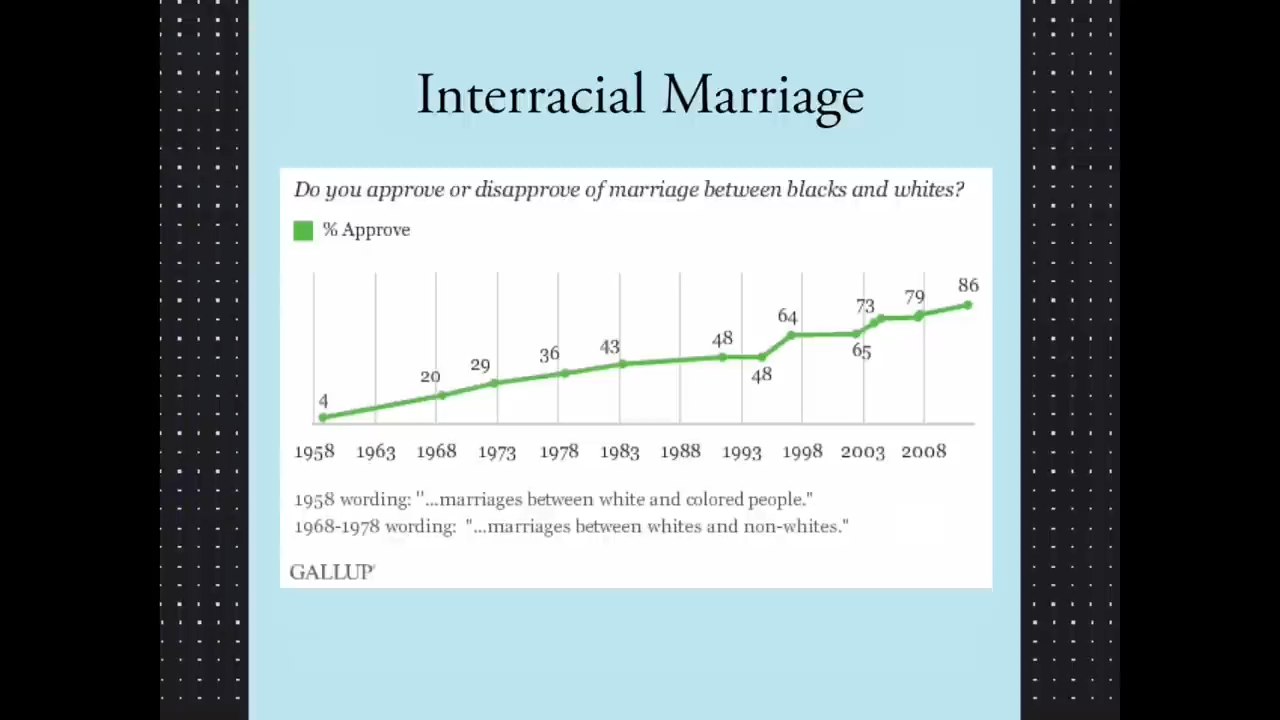 Interracial Marriage
Do you approve or disapprove of marriage between blacks and whites?
% Approve
86
79
73
64
65
48
48
43
36
29
20
4
1958 1963 1968 1973 1978 1983 1988 1993 1998 2003 2008
1958 wording: "...marriages between white and colored people."
1968-1978 wording: "...marriages between whites and non-whites."
GALLUP